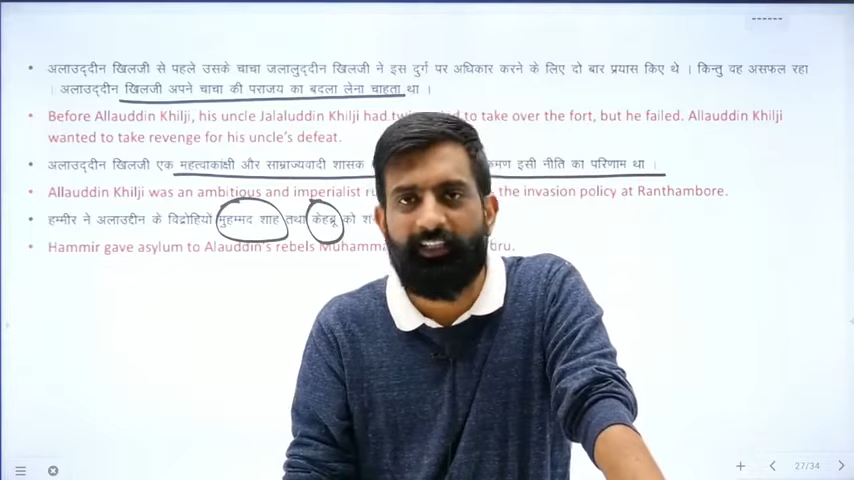 • अलाउद्दीन खिलजी से पहले उसके चाचा जलालुद्दीन खिलजी ने इस दुर्ग पर अधिकार करने के लिए दो बार प्रयास किए थे । किन्तु वह असफल रहा
। अलाउद्दीन खिलजी अपने चाचा की पराजय का बदला लेना चाहता था ।
• Before Allauddin Khilji, his uncle Jalaluddin Khilji had to take over the fort, but he failed. Allauddin Khilji
wanted to take revenge for his uncle's defeat.
• अलाउद्दीन खिलजी एक महत्वाकांक्षी और साम्राज्यवादी शासक इसी नीति का परिणाम था ।
• Allauddin Khilji was an ambitious and imperialist the invasion policy at Ranthambore.
• हम्मीर ने अलाउद्दीन के विद्रोहियो मुहम्मद शाह तथा केहब्रू को
• Hammir gave asylum to Alauddin's rebels
27/34